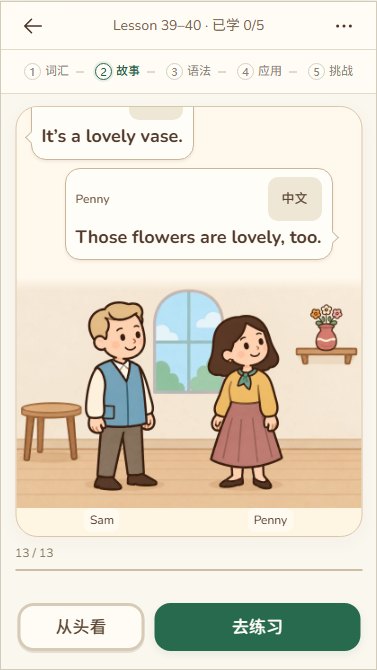 Lesson 39–40 · 已学 0/5
1 词汇 – 2 故事 – 3 语法 – 4 应用 – 5 挑战
It's a lovely vase.
Penny
中文
Those flowers are lovely, too.
Sam
Penny
13 / 13
从头看
去练习